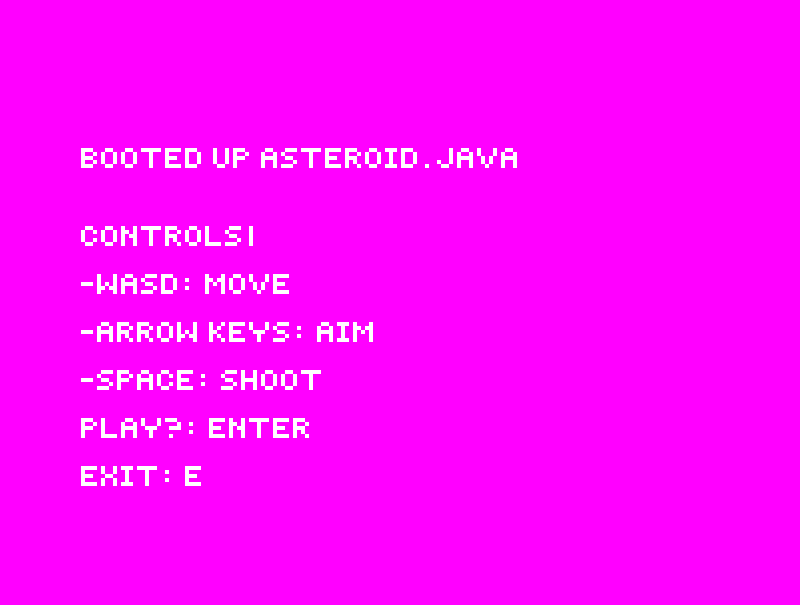 BOOTED UP ASTEROID.JAVA
CONTROLS!
-WASD: MOVE
-ARROW KEYS: AIM
-SPACE: SHOOT
PLAY?: ENTER
EXIT: E